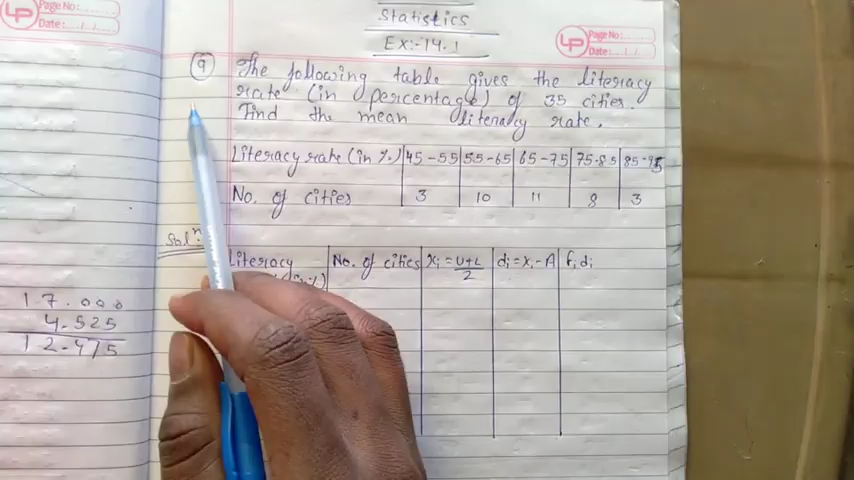 LP
Page No:
Date:
Statistics
Ex:-14.1
LP
Page No:
Date:
9 The following table gives the literacy
rate (in percentage) of 35 cities.
Find the mean literacy rate.
Literacy rate (in %) 45-55 55-65 65-75 75-85 85-95
No. of cities 3 10 11 8 3
Solⁿ:
Literacy No. of cities xi = U+L/2 di = xi - A fidi
(in %)
17.000
4.525
12.475